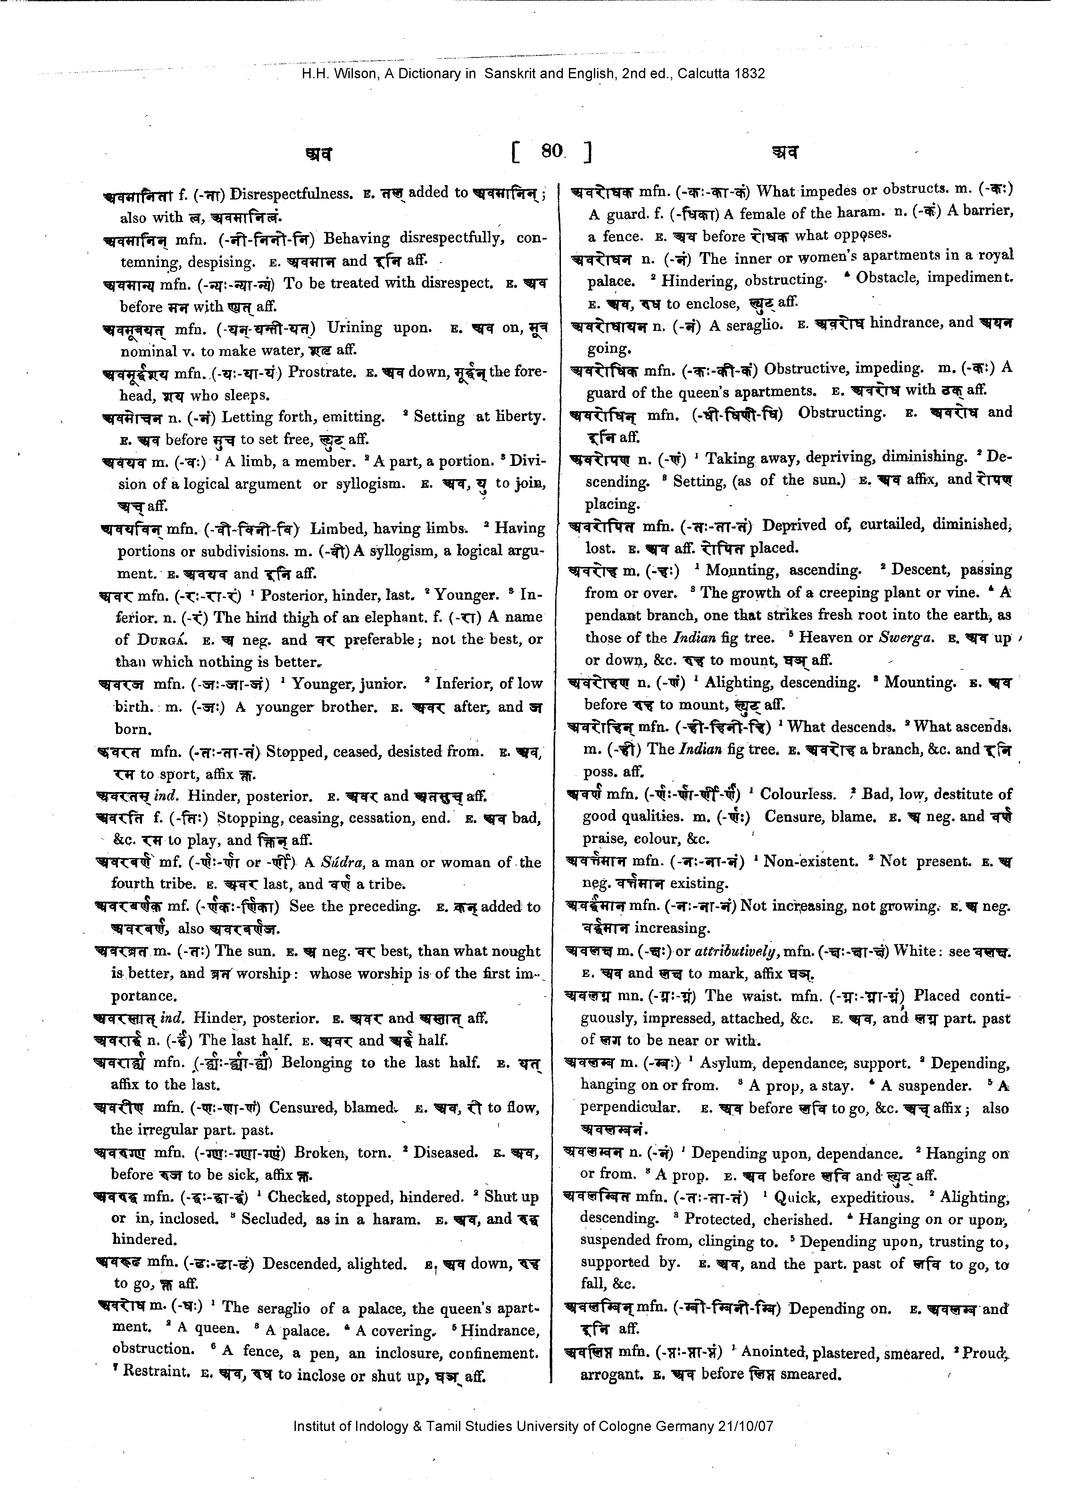 H.H. Wilson, A Dictionary in Sanskrit and English, 2nd ed., Calcutta 1832
अव [ 80 ] अव
अवमानिता f. (-ता) Disrespectfulness. E. तल् added to अवमानिन्;
also with त्व, अवमानित्वं.
अवमानिन् mfn. (-नी-निनी-नि) Behaving disrespectfully, con-
temning, despising. E. अवमान and इनि aff.
अवमान्य mfn. (-न्यः-न्या-न्यं) To be treated with disrespect. E. अव
before मन with ण्यत् aff.
अवमूत्रयत् mfn. (-यन्-यन्ती-यत्) Urining upon. E. अव on, मूत्र
nominal v. to make water, शतृ aff.
अवमूर्द्धशय mfn. (-यः-या-यं) Prostrate. E. अव down, मूर्द्धन् the fore-
head, शय who sleeps.
अवमोचन n. (-नं) Letting forth, emitting. ² Setting at liberty.
E. अव before मुच to set free, ल्युट् aff.
अवयव m. (-वः) ¹ A limb, a member. ² A part, a portion. ³ Divi-
sion of a logical argument or syllogism. E. अव, यु to join,
अच् aff.
अवयविन् mfn. (-वी-विनी-वि) Limbed, having limbs. ² Having
portions or subdivisions. m. (-वी) A syllogism, a logical argu-
ment. E. अवयव and इनि aff.
अवर mfn. (-रः-रा-रं) ¹ Posterior, hinder, last. ² Younger. ³ In-
ferior. n. (-रं) The hind thigh of an elephant. f. (-रा) A name
of DURGÁ. E. अ neg. and वर preferable; not the best, or
than which nothing is better.
अवरज mfn. (-जः-जा-जं) ¹ Younger, junior. ² Inferior, of low
birth. m. (-जः) A younger brother. E. अवर after, and ज
born.
अवरत mfn. (-तः-ता-तं) Stopped, ceased, desisted from. E. अव,
रम to sport, affix क्त.
अवरतस् ind. Hinder, posterior. E. अवर and अतसुच् aff.
अवरति f. (-तिः) Stopping, ceasing, cessation, end. E. अव bad,
&c. रम to play, and क्तिन् aff.
अवरवर्ण mf. (-र्णः-र्णा or -र्णी) A Súdra, a man or woman of the
fourth tribe. E. अवर last, and वर्ण a tribe.
अवरवर्णक mf. (-र्णकः-र्णिका) See the preceding. E. कन् added to
अवरवर्ण, also अवरवर्णज.
अवरव्रत m. (-तः) The sun. E. अ neg. वर best, than what nought
is better, and व्रत worship: whose worship is of the first im-
portance.
अवरस्तात् ind. Hinder, posterior. E. अवर and अस्तात् aff.
अवरार्द्ध n. (-र्द्धं) The last half. E. अवर and अर्द्ध half.
अवरार्द्ध्य mfn. (-र्द्ध्यः-र्द्ध्या-र्द्ध्यं) Belonging to the last half. E. यत्
affix to the last.
अवरीण mfn. (-णः-णा-णं) Censured, blamed. E. अव, री to flow,
the irregular part. past.
अवरुग्ण mfn. (-ग्णः-ग्णा-ग्णं) Broken, torn. ² Diseased. E. अव,
before रुज to be sick, affix क्त.
अवरुद्ध mfn. (-द्धः-द्धा-द्धं) ¹ Checked, stopped, hindered. ² Shut up
or in, inclosed. ³ Secluded, as in a haram. E. अव, and रुद्ध
hindered.
अवरूढ mfn. (-ढः-ढा-ढं) Descended, alighted. E. अव down, रुह
to go, क्त aff.
अवरोध m. (-धः) ¹ The seraglio of a palace, the queen's apart-
ment. ² A queen. ³ A palace. ⁴ A covering. ⁵ Hindrance,
obstruction. ⁶ A fence, a pen, an inclosure, confinement.
⁷ Restraint. E. अव, रुध to inclose or shut up, घञ् aff.
अवरोधक mfn. (-कः-का-कं) What impedes or obstructs. m. (-कः)
A guard. f. (-धिका) A female of the haram. n. (-कं) A barrier,
a fence. E. अव before रोधक what opposes.
अवरोधन n. (-नं) The inner or women's apartments in a royal
palace. ² Hindering, obstructing. ⁴ Obstacle, impediment.
E. अव, रुध to enclose, ल्युट् aff.
अवरोधायन n. (-नं) A seraglio. E. अवरोध hindrance, and अयन
going.
अवरोधिक mfn. (-कः-की-कं) Obstructive, impeding. m. (-कः) A
guard of the queen's apartments. E. अवरोध with ठक् aff.
अवरोधिन् mfn. (-धी-धिणी-धि) Obstructing. E. अवरोध and
इनि aff.
अवरोपण n. (-णं) ¹ Taking away, depriving, diminishing. ² De-
scending. ³ Setting, (as of the sun.) E. अव affix, and रोपण
placing.
अवरोपित mfn. (-तः-ता-तं) Deprived of, curtailed, diminished,
lost. E. अव aff. रोपित placed.
अवरोह m. (-हः) ¹ Mounting, ascending. ² Descent, passing
from or over. ³ The growth of a creeping plant or vine. ⁴ A
pendant branch, one that strikes fresh root into the earth, as
those of the Indian fig tree. ⁵ Heaven or Swerga. E. अव up
or down, &c. रुह to mount, घञ् aff.
अवरोहण n. (-णं) ¹ Alighting, descending. ² Mounting. E. अव
before रुह to mount, ल्युट् aff.
अवरोहिन् mfn. (-ही-हिनी-हि) ¹ What descends. ² What ascends.
m. (-ही) The Indian fig tree. E. अवरोह a branch, &c. and इनि
poss. aff.
अवर्ण mfn. (-र्णः-र्णा-र्णी-र्णं) ¹ Colourless. ² Bad, low, destitute of
good qualities. m. (-र्णः) Censure, blame. E. अ neg. and वर्ण
praise, colour, &c.
अवर्त्तमान mfn. (-नः-ना-नं) ¹ Non-existent. ² Not present. E. अ
neg. वर्त्तमान existing.
अवर्द्धमान mfn. (-नः-ना-नं) Not increasing, not growing. E. अ neg.
वर्द्धमान increasing.
अवलक्ष m. (-क्षः) or attributively, mfn. (-क्षः-क्षा-क्षं) White: see वलक्ष.
E. अव and लक्ष to mark, affix घञ्.
अवलग्न mn. (-ग्नः-ग्नं) The waist. mfn. (-ग्नः-ग्ना-ग्नं) Placed conti-
guously, impressed, attached, &c. E. अव, and लग्न part. past
of लग to be near or with.
अवलम्ब m. (-म्बः) ¹ Asylum, dependance, support. ² Depending,
hanging on or from. ³ A prop, a stay. ⁴ A suspender. ⁵ A
perpendicular. E. अव before लवि to go, &c. अच् affix; also
अवलम्बनं.
अवलम्बन n. (-नं) ¹ Depending upon, dependance. ² Hanging on
or from. ³ A prop. E. अव before लवि and ल्युट् aff.
अवलम्बित mfn. (-तः-ता-तं) ¹ Quick, expeditious. ² Alighting,
descending. ³ Protected, cherished. ⁴ Hanging on or upon,
suspended from, clinging to. ⁵ Depending upon, trusting to,
supported by. E. अव, and the part. past of लवि to go, to
fall, &c.
अवलम्बिन् mfn. (-म्बी-म्बिनी-म्बि) Depending on. E. अवलम्ब and
इनि aff.
अवलिप्त mfn. (-प्तः-प्ता-प्तं) ¹ Anointed, plastered, smeared. ² Proud,
arrogant. E. अव before लिप्त smeared.
Institut of Indology & Tamil Studies University of Cologne Germany 21/10/07